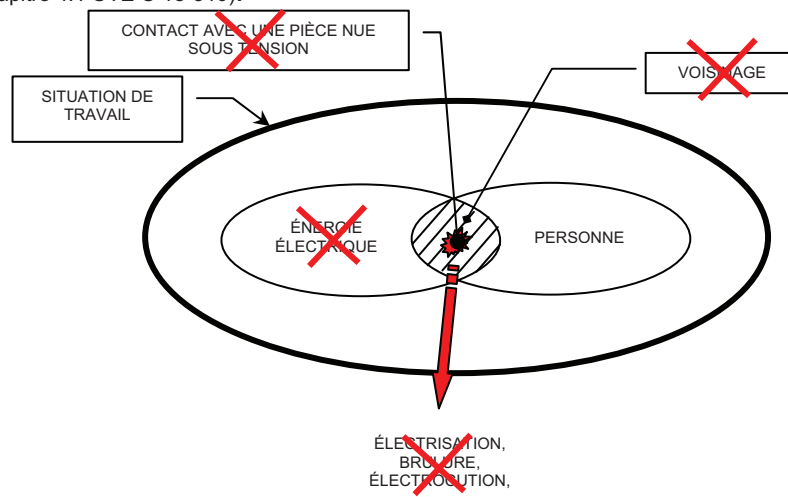 CONTACT AVEC UNE PIÈCE NUE
SOUS TENSION
VOISINAGE
SITUATION DE
TRAVAIL
ÉNERGIE
ÉLECTRIQUE
PERSONNE
ÉLECTRISATION,
BRULURE,
ÉLECTROCUTION,